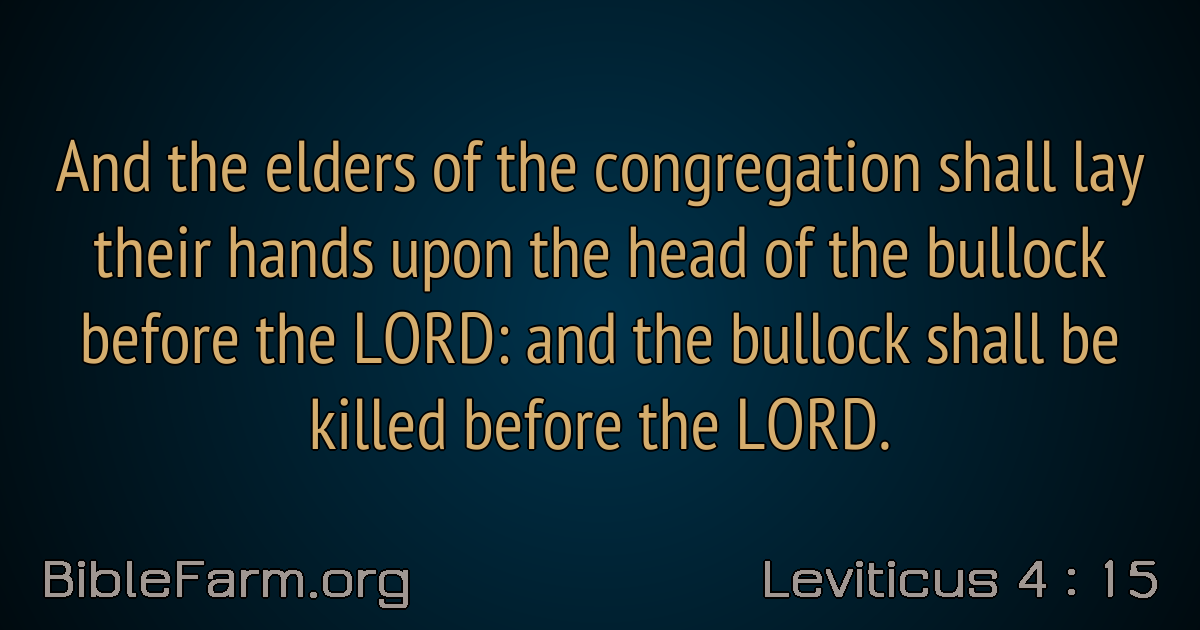 And the elders of the congregation shall lay
their hands upon the head of the bullock
before the LORD: and the bullock shall be
killed before the LORD.
BibleFarm.org
Leviticus 4 : 15